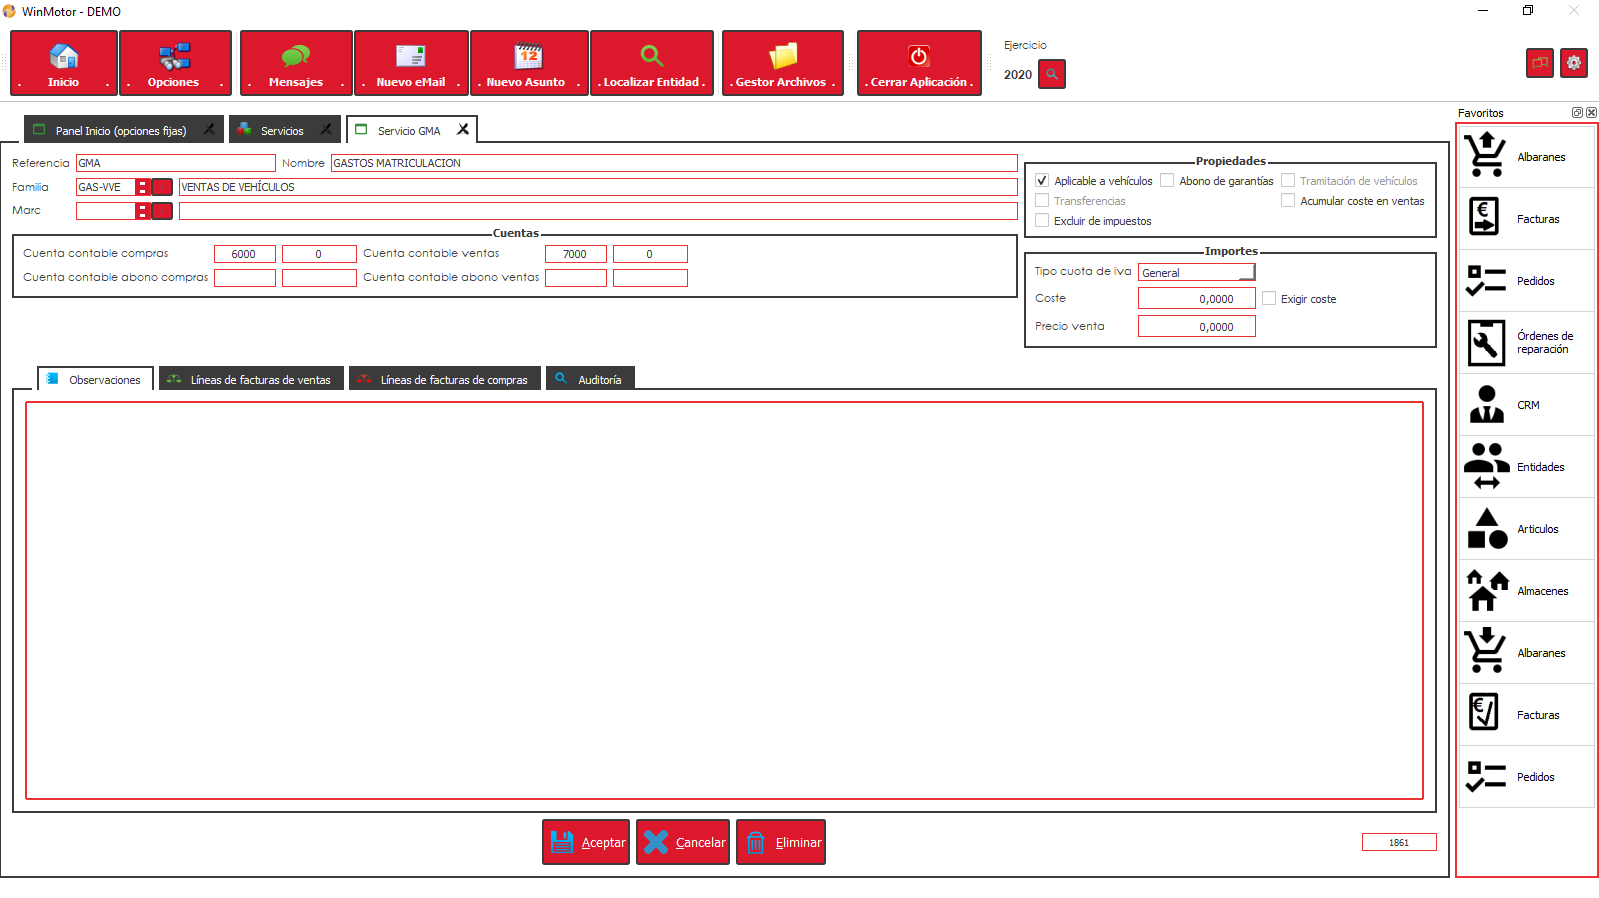 WinMotor - DEMO
. Inicio .
. Opciones .
. Mensajes .
. Nuevo eMail .
. Nuevo Asunto .
. Localizar Entidad .
. Gestor Archivos .
. Cerrar Aplicación .
Ejercicio
2020
Favoritos
Panel Inicio (opciones fijas)
Servicios
Servicio GMA
Referencia GMA Nombre GASTOS MATRICULACION
Familia GAS-VVE VENTAS DE VEHÍCULOS
Marc
Propiedades
Aplicable a vehículos Abono de garantías Tramitación de vehículos
Transferencias Acumular coste en ventas
Excluir de impuestos
Cuentas
Cuenta contable compras 6000 0 Cuenta contable ventas 7000 0
Cuenta contable abono compras Cuenta contable abono ventas
Importes
Tipo cuota de iva General
Coste 0,0000 Exigir coste
Precio venta 0,0000
Observaciones
Líneas de facturas de ventas
Líneas de facturas de compras
Auditoría
Aceptar
Cancelar
Eliminar
1861
Albaranes
Facturas
Pedidos
Órdenes de
reparación
CRM
Entidades
Articulos
Almacenes
Albaranes
Facturas
Pedidos